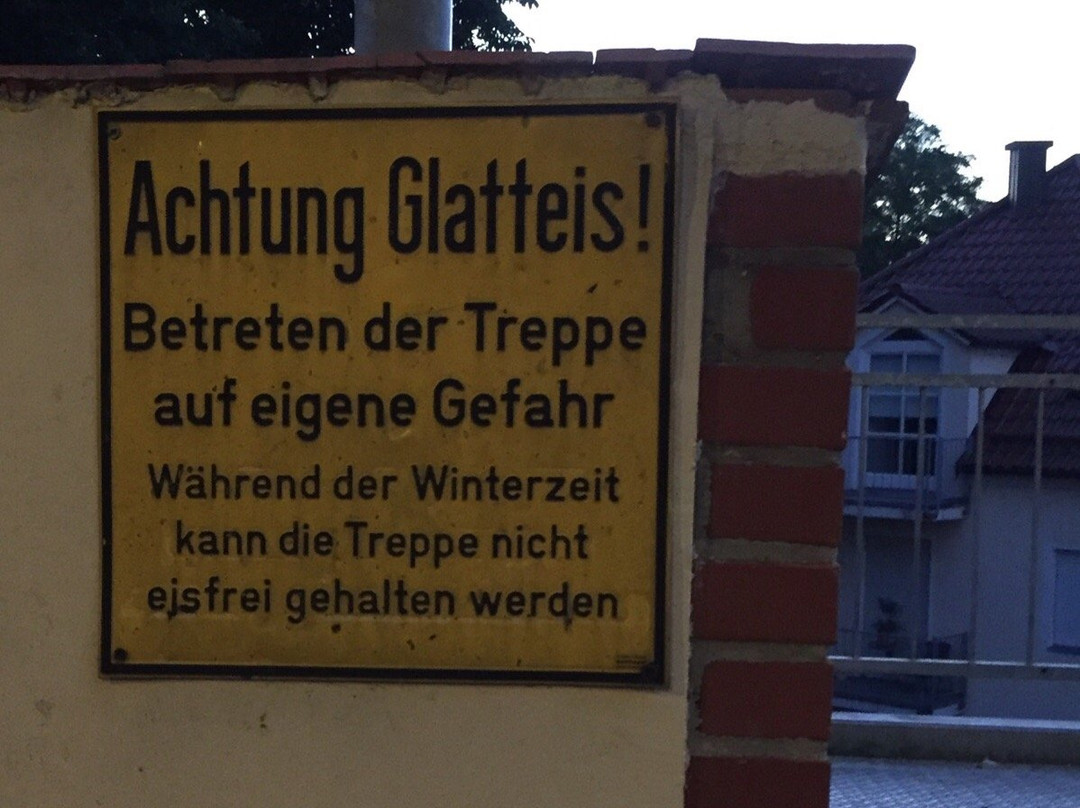 Achtung Glatteis!
Betreten der Treppe
auf eigene Gefahr
Während der Winterzeit
kann die Treppe nicht
eisfrei gehalten werden